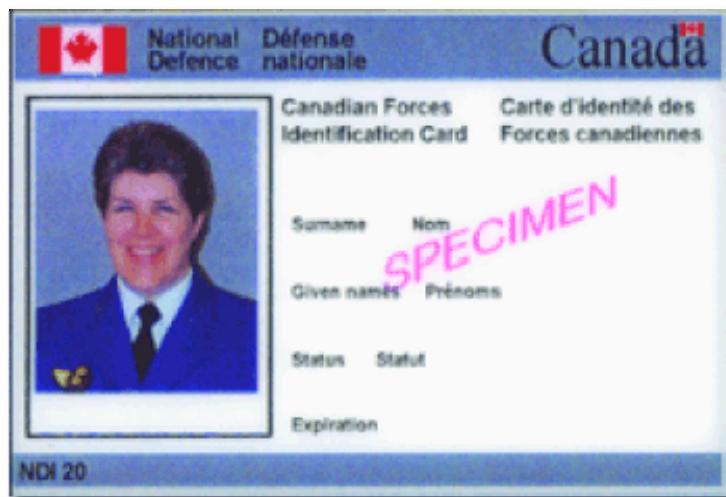 National Défense
Defence nationale
Canada
Canadian Forces Carte d'identité des
Identification Card Forces canadiennes
SPECIMEN
Surname Nom
Given names Prénoms
Status Statut
Expiration
NDI 20